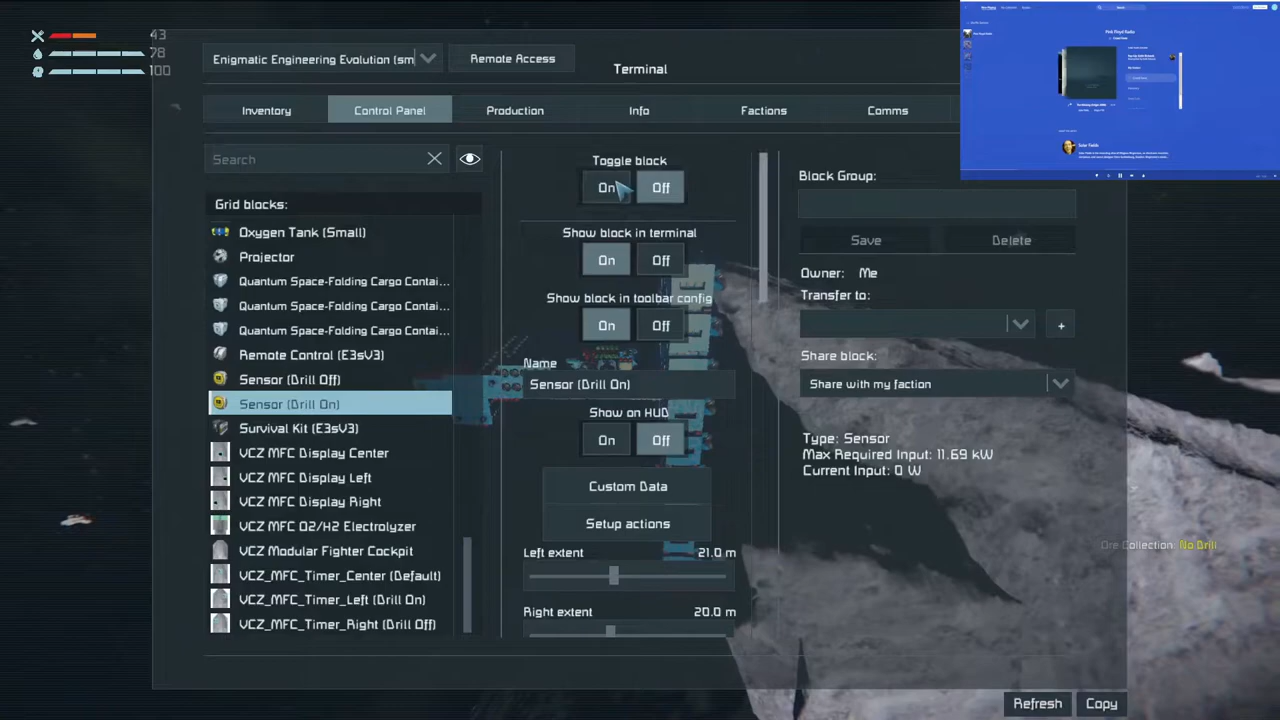 43
78
100
Enigmatic Engineering Evolution (sm
Remote Access
Terminal
Inventory
Control Panel
Production
Info
Factions
Comms
Search
Grid blocks:
Oxygen Tank (Small)
Projector
Quantum Space-Folding Cargo Contai...
Quantum Space-Folding Cargo Contai...
Quantum Space-Folding Cargo Contai...
Remote Control (E3sV3)
Sensor (Drill Off)
Sensor (Drill On)
Survival Kit (E3sV3)
VCZ MFC Display Center
VCZ MFC Display Left
VCZ MFC Display Right
VCZ MFC O2/H2 Electrolyzer
VCZ Modular Fighter Cockpit
VCZ_MFC_Timer_Center (Default)
VCZ_MFC_Timer_Left (Drill On)
VCZ_MFC_Timer_Right (Drill Off)
Toggle block
On Off
Show block in terminal
On Off
Show block in toolbar config
On Off
Name
Sensor (Drill On)
Show on HUD
On Off
Custom Data
Setup actions
Left extent 21.0 m
Right extent 20.0 m
Block Group:
Save Delete
Owner: Me
Transfer to:
+
Share block:
Share with my faction
Type: Sensor
Max Required Input: 11.69 kW
Current Input: 0 W
Ore Collection: No Drill
Refresh Copy
Search
Pink Floyd Radio
Solar Fields